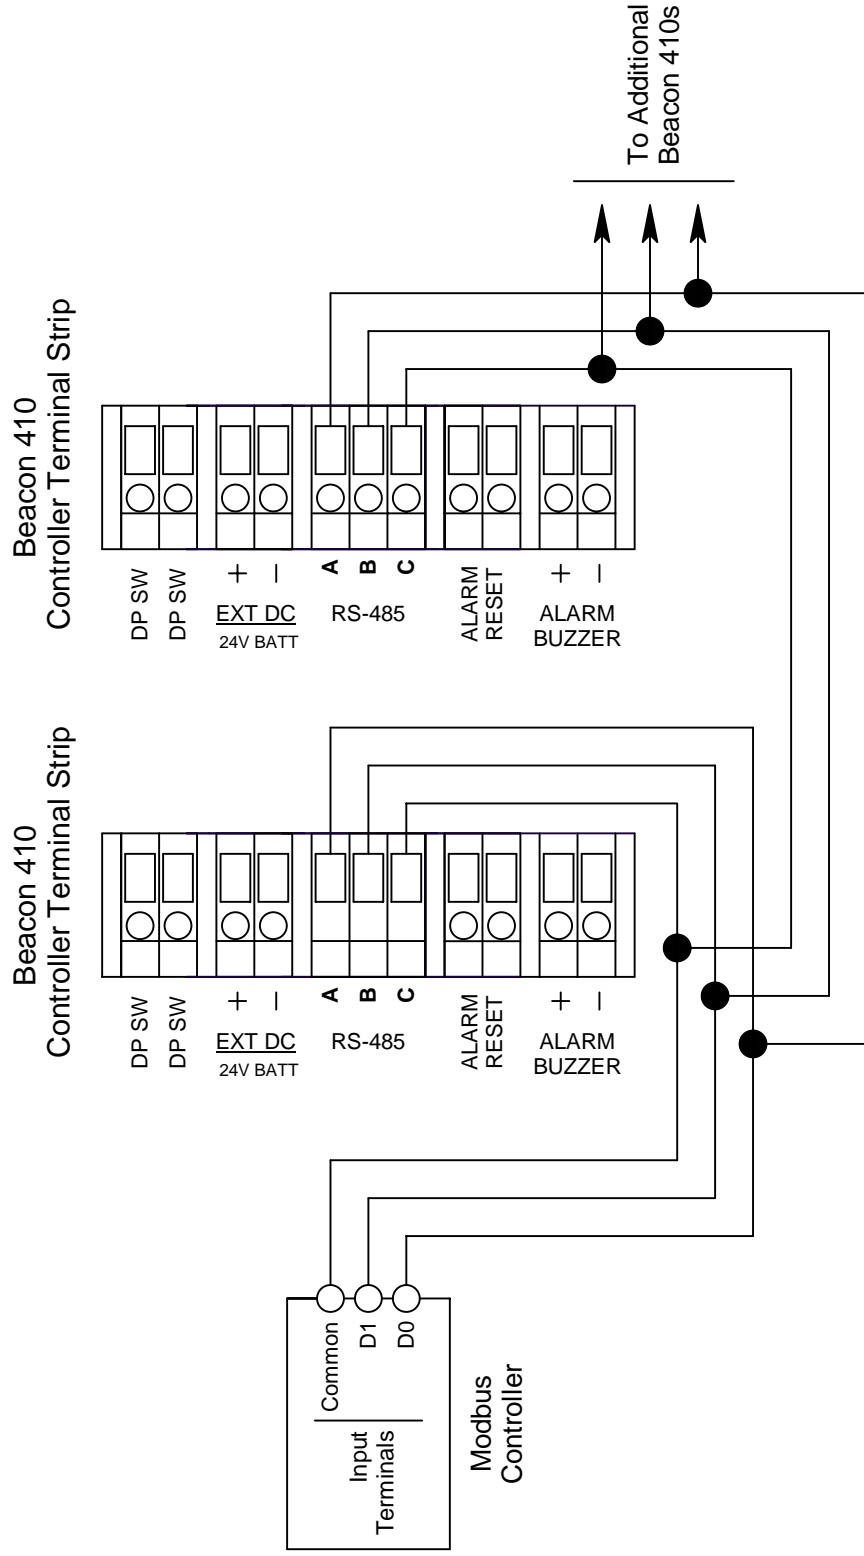 Beacon 410
Controller Terminal Strip
DP SW
DP SW
+
−
EXT DC
24V BATT
A
B
C
RS-485
ALARM
RESET
+
−
ALARM
BUZZER
Beacon 410
Controller Terminal Strip
DP SW
DP SW
+
−
EXT DC
24V BATT
A
B
C
RS-485
ALARM
RESET
+
−
ALARM
BUZZER
To Additional
Beacon 410s
Common
D1
D0
Input
Terminals
Modbus
Controller